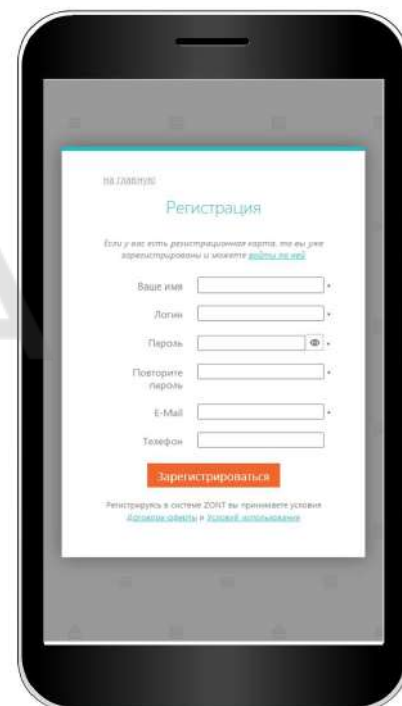 на главную
Регистрация
Если у вас есть регистрационная карта, то вы уже
зарегистрированы и можете войти по ней
Ваше имя *
Логин *
Пароль *
Повторите *
пароль
E-Mail *
Телефон
Зарегистрироваться
Регистрируясь в системе ZONT вы принимаете условия
Договора оферты и Условий использования